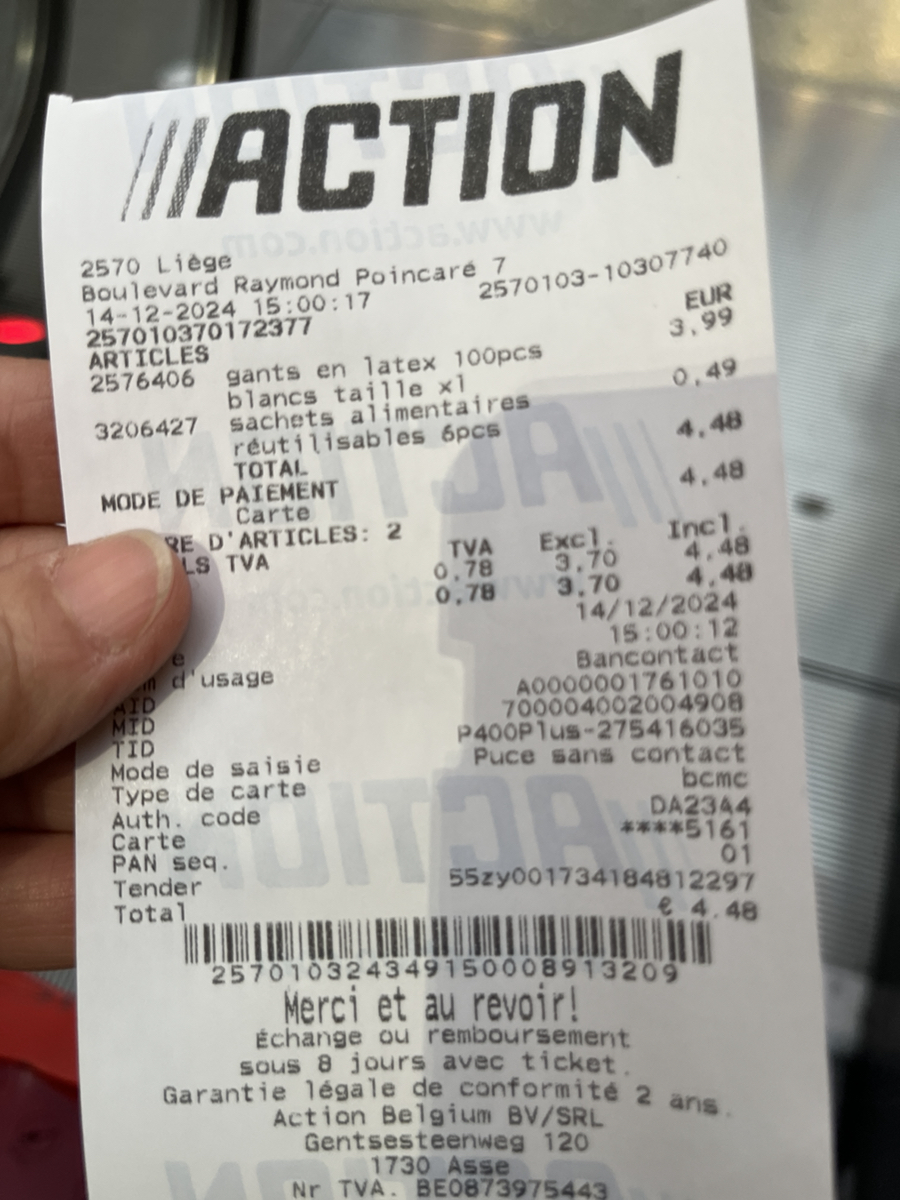 ///ACTION
2570 Liège
Boulevard Raymond Poincaré 7
14-12-2024 15:00:17 2570103-10307740
257010370172377
ARTICLES EUR
2576406 gants en latex 100pcs 3,99
blancs taille xl
3206427 sachets alimentaires 0,49
réutilisables 6pcs
TOTAL 4,48
MODE DE PAIEMENT
Carte 4,48
RE D'ARTICLES: 2
LS TVA TVA Excl. Incl.
0,78 3,70 4,48
0,78 3,70 4,48
14/12/2024
15:00:12
e Bancontact
m d'usage
AID A0000001761010
MID 700004002004908
TID P400Plus-275416035
Mode de saisie Puce sans contact
Type de carte bcmc
Auth. code DA23A4
Carte ****5161
PAN seq. 01
Tender 55zy001734184812297
Total € 4.48
257010324349150008913209
Merci et au revoir!
Échange ou remboursement
sous 8 jours avec ticket.
Garantie légale de conformité 2 ans.
Action Belgium BV/SRL
Gentsesteenweg 120
1730 Asse
Nr TVA. BE0873975443